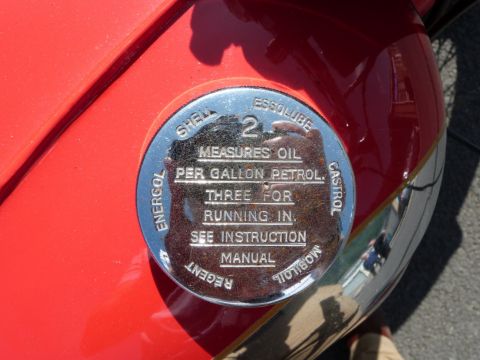 SHELL
ESSOLUBE
CASTROL
MOBILOIL
REGENT
ENERGOL
2
MEASURES OIL
PER GALLON PETROL.
THREE FOR
RUNNING IN.
SEE INSTRUCTION
MANUAL